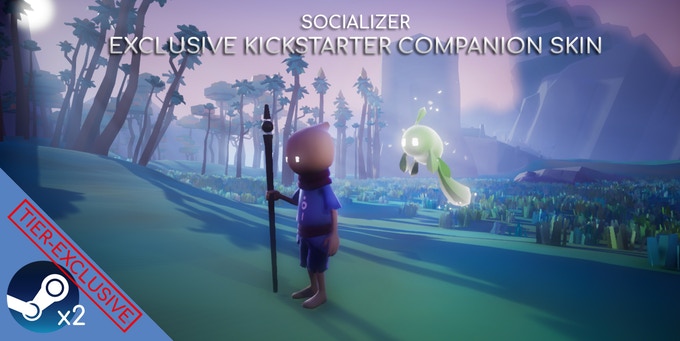 SOCIALIZER
EXCLUSIVE KICKSTARTER COMPANION SKIN
TIER-EXCLUSIVE
x2